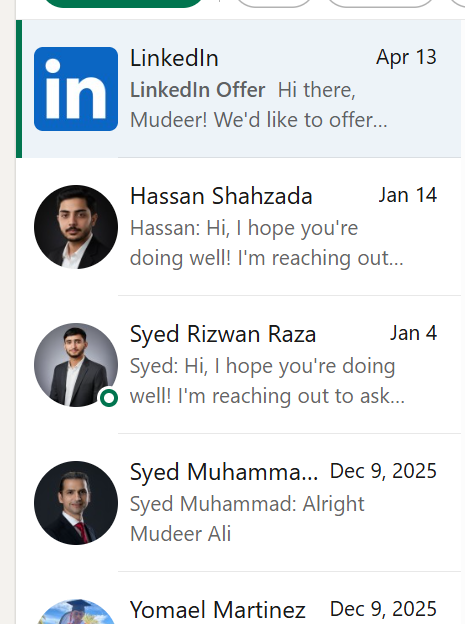 in
LinkedIn
Apr 13
LinkedIn Offer Hi there,
Mudeer! We'd like to offer...
Hassan Shahzada
Jan 14
Hassan: Hi, I hope you're
doing well! I'm reaching out...
Syed Rizwan Raza
Jan 4
Syed: Hi, I hope you're doing
well! I'm reaching out to ask...
Syed Muhamma...
Dec 9, 2025
Syed Muhammad: Alright
Mudeer Ali
Yomael Martinez
Dec 9, 2025